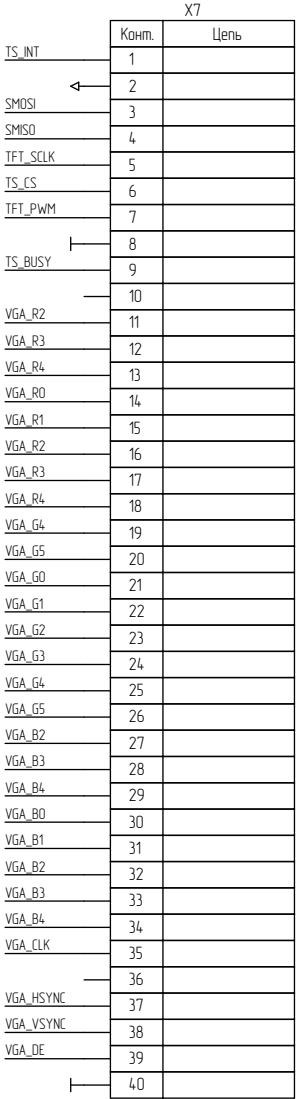 X7
Конт. Цепь
TS_INT 1
2
SMOSI 3
SMISO 4
TFT_SCLK 5
TS_CS 6
TFT_PWM 7
8
TS_BUSY 9
10
VGA_R2 11
VGA_R3 12
VGA_R4 13
VGA_R0 14
VGA_R1 15
VGA_R2 16
VGA_R3 17
VGA_R4 18
VGA_G4 19
VGA_G5 20
VGA_G0 21
VGA_G1 22
VGA_G2 23
VGA_G3 24
VGA_G4 25
VGA_G5 26
VGA_B2 27
VGA_B3 28
VGA_B4 29
VGA_B0 30
VGA_B1 31
VGA_B2 32
VGA_B3 33
VGA_B4 34
VGA_CLK 35
36
VGA_HSYNC 37
VGA_VSYNC 38
VGA_DE 39
40